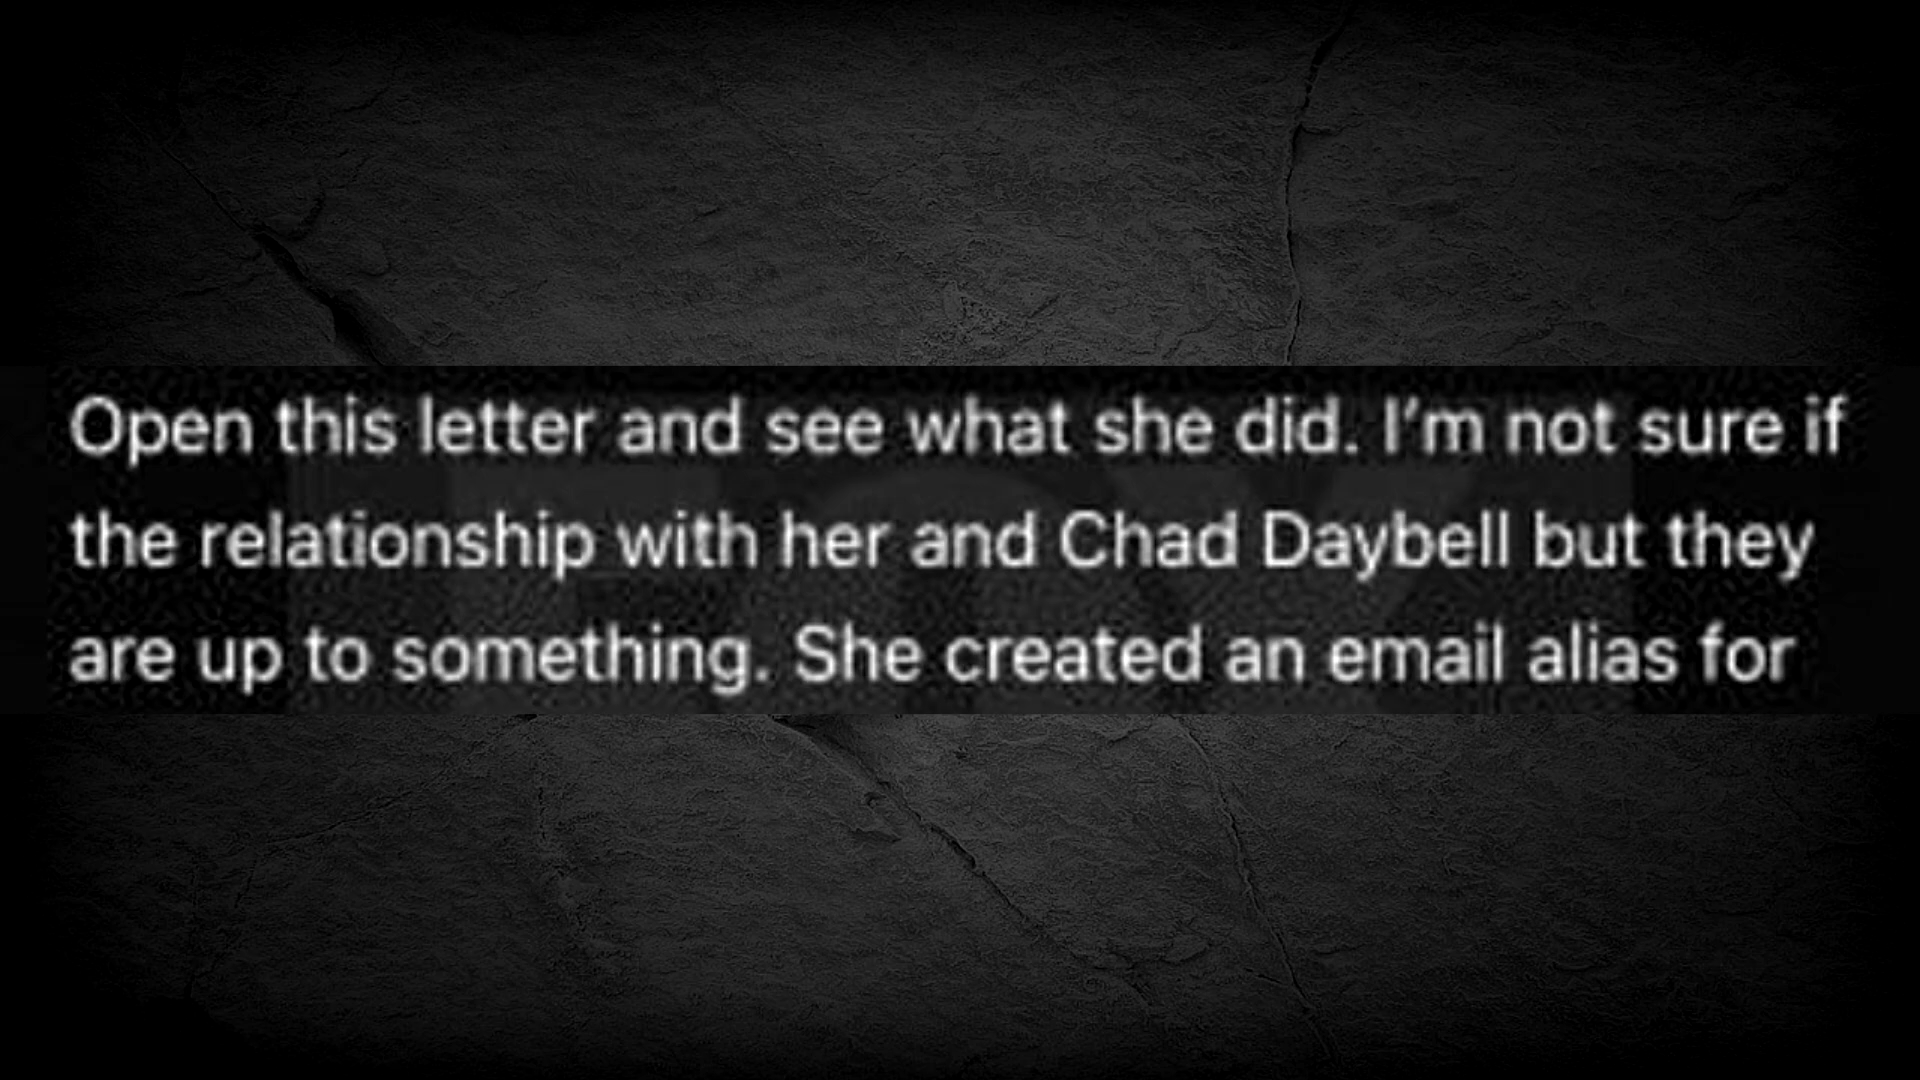 Open this letter and see what she did. I’m not sure if
the relationship with her and Chad Daybell but they
are up to something. She created an email alias for